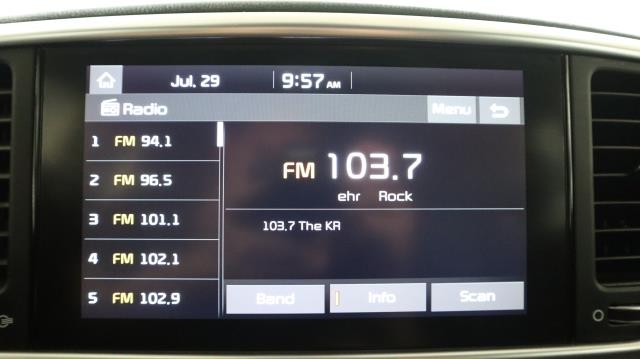 Jul. 29 9:57 AM
Radio Menu
1 FM 94.1
2 FM 96.5
3 FM 101.1
4 FM 102.1
5 FM 102.9
FM 103.7
ehr Rock
103.7 The KR
Band Info Scan